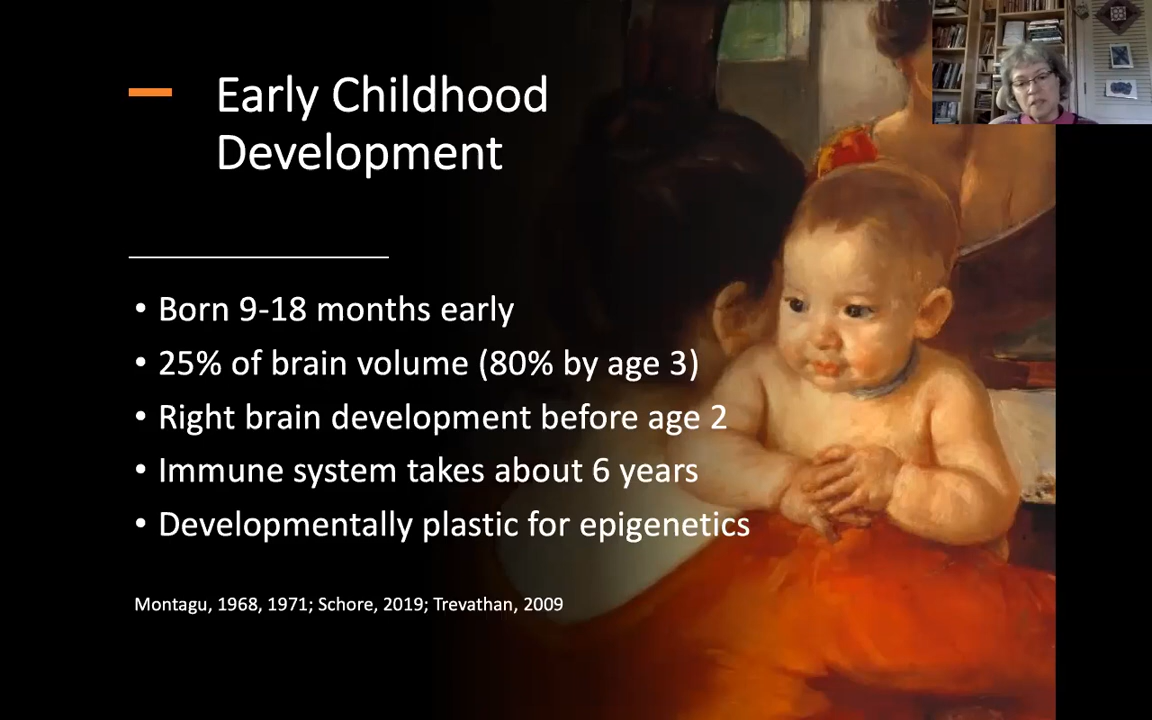 Early Childhood
Development
• Born 9-18 months early
• 25% of brain volume (80% by age 3)
• Right brain development before age 2
• Immune system takes about 6 years
• Developmentally plastic for epigenetics
Montagu, 1968, 1971; Schore, 2019; Trevathan, 2009